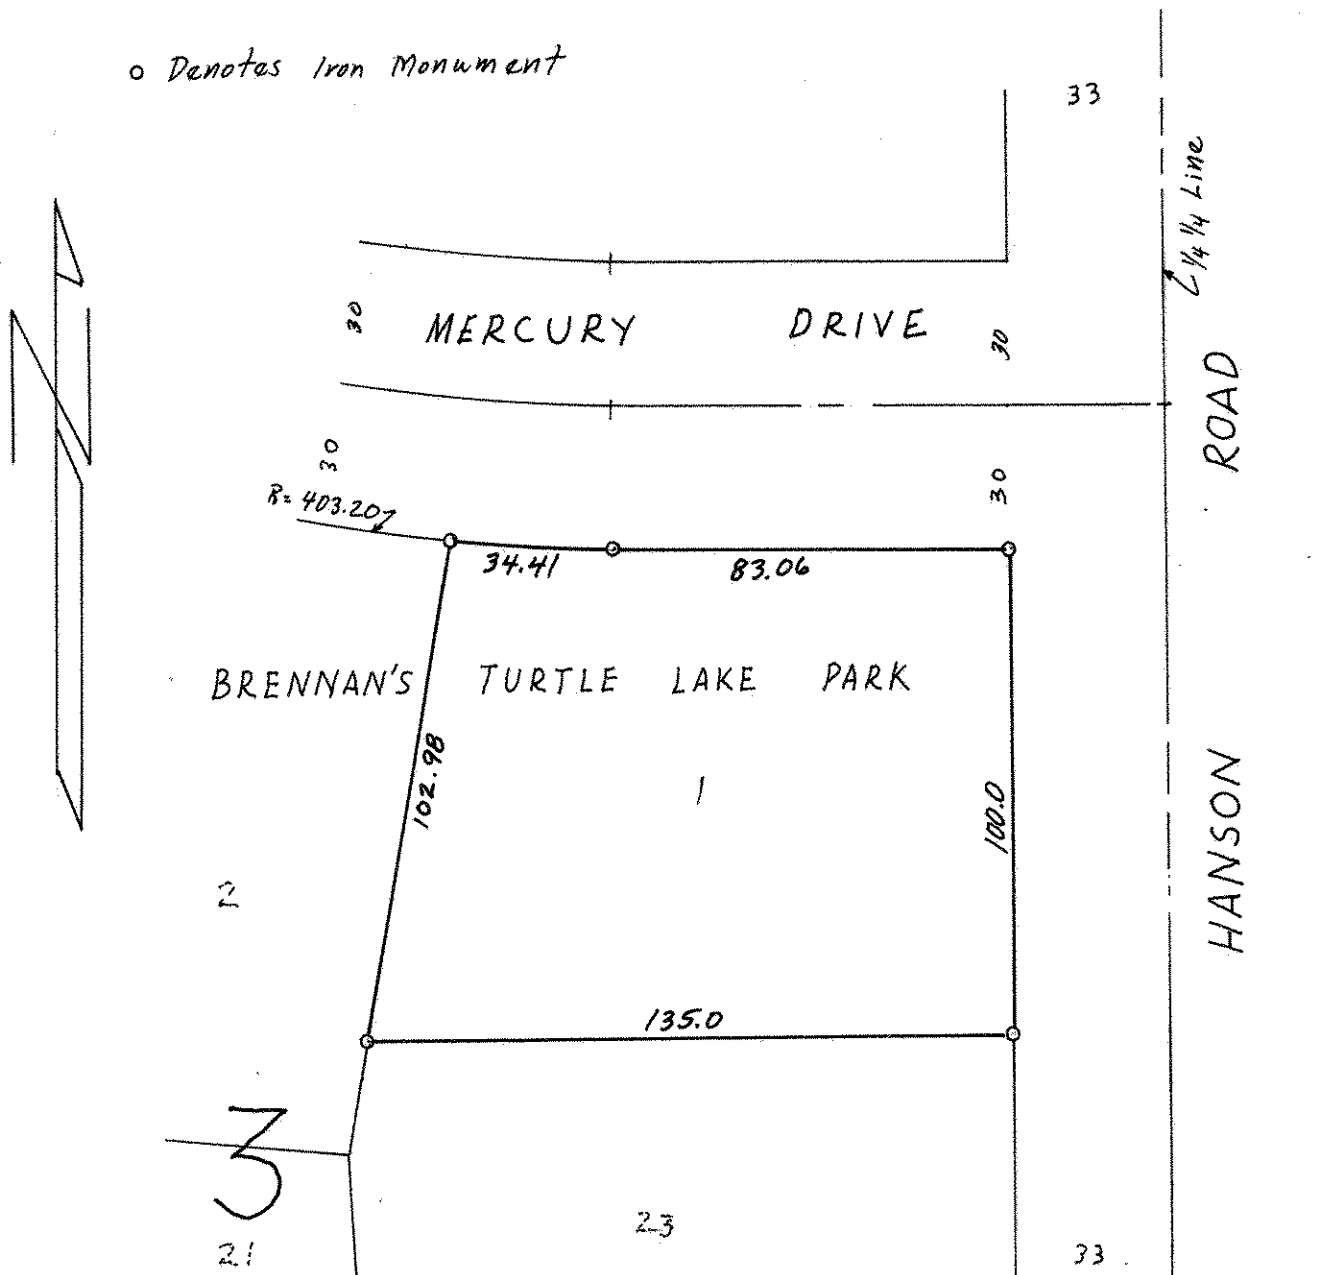 o Denotes Iron Monument
33
1/4 1/4 Line
30
MERCURY DRIVE
30
ROAD
30
30
R= 403.20
34.41
83.06
BRENNAN'S TURTLE LAKE PARK
102.98
1
100.0
HANSON
2
135.0
3
23
21
33
N